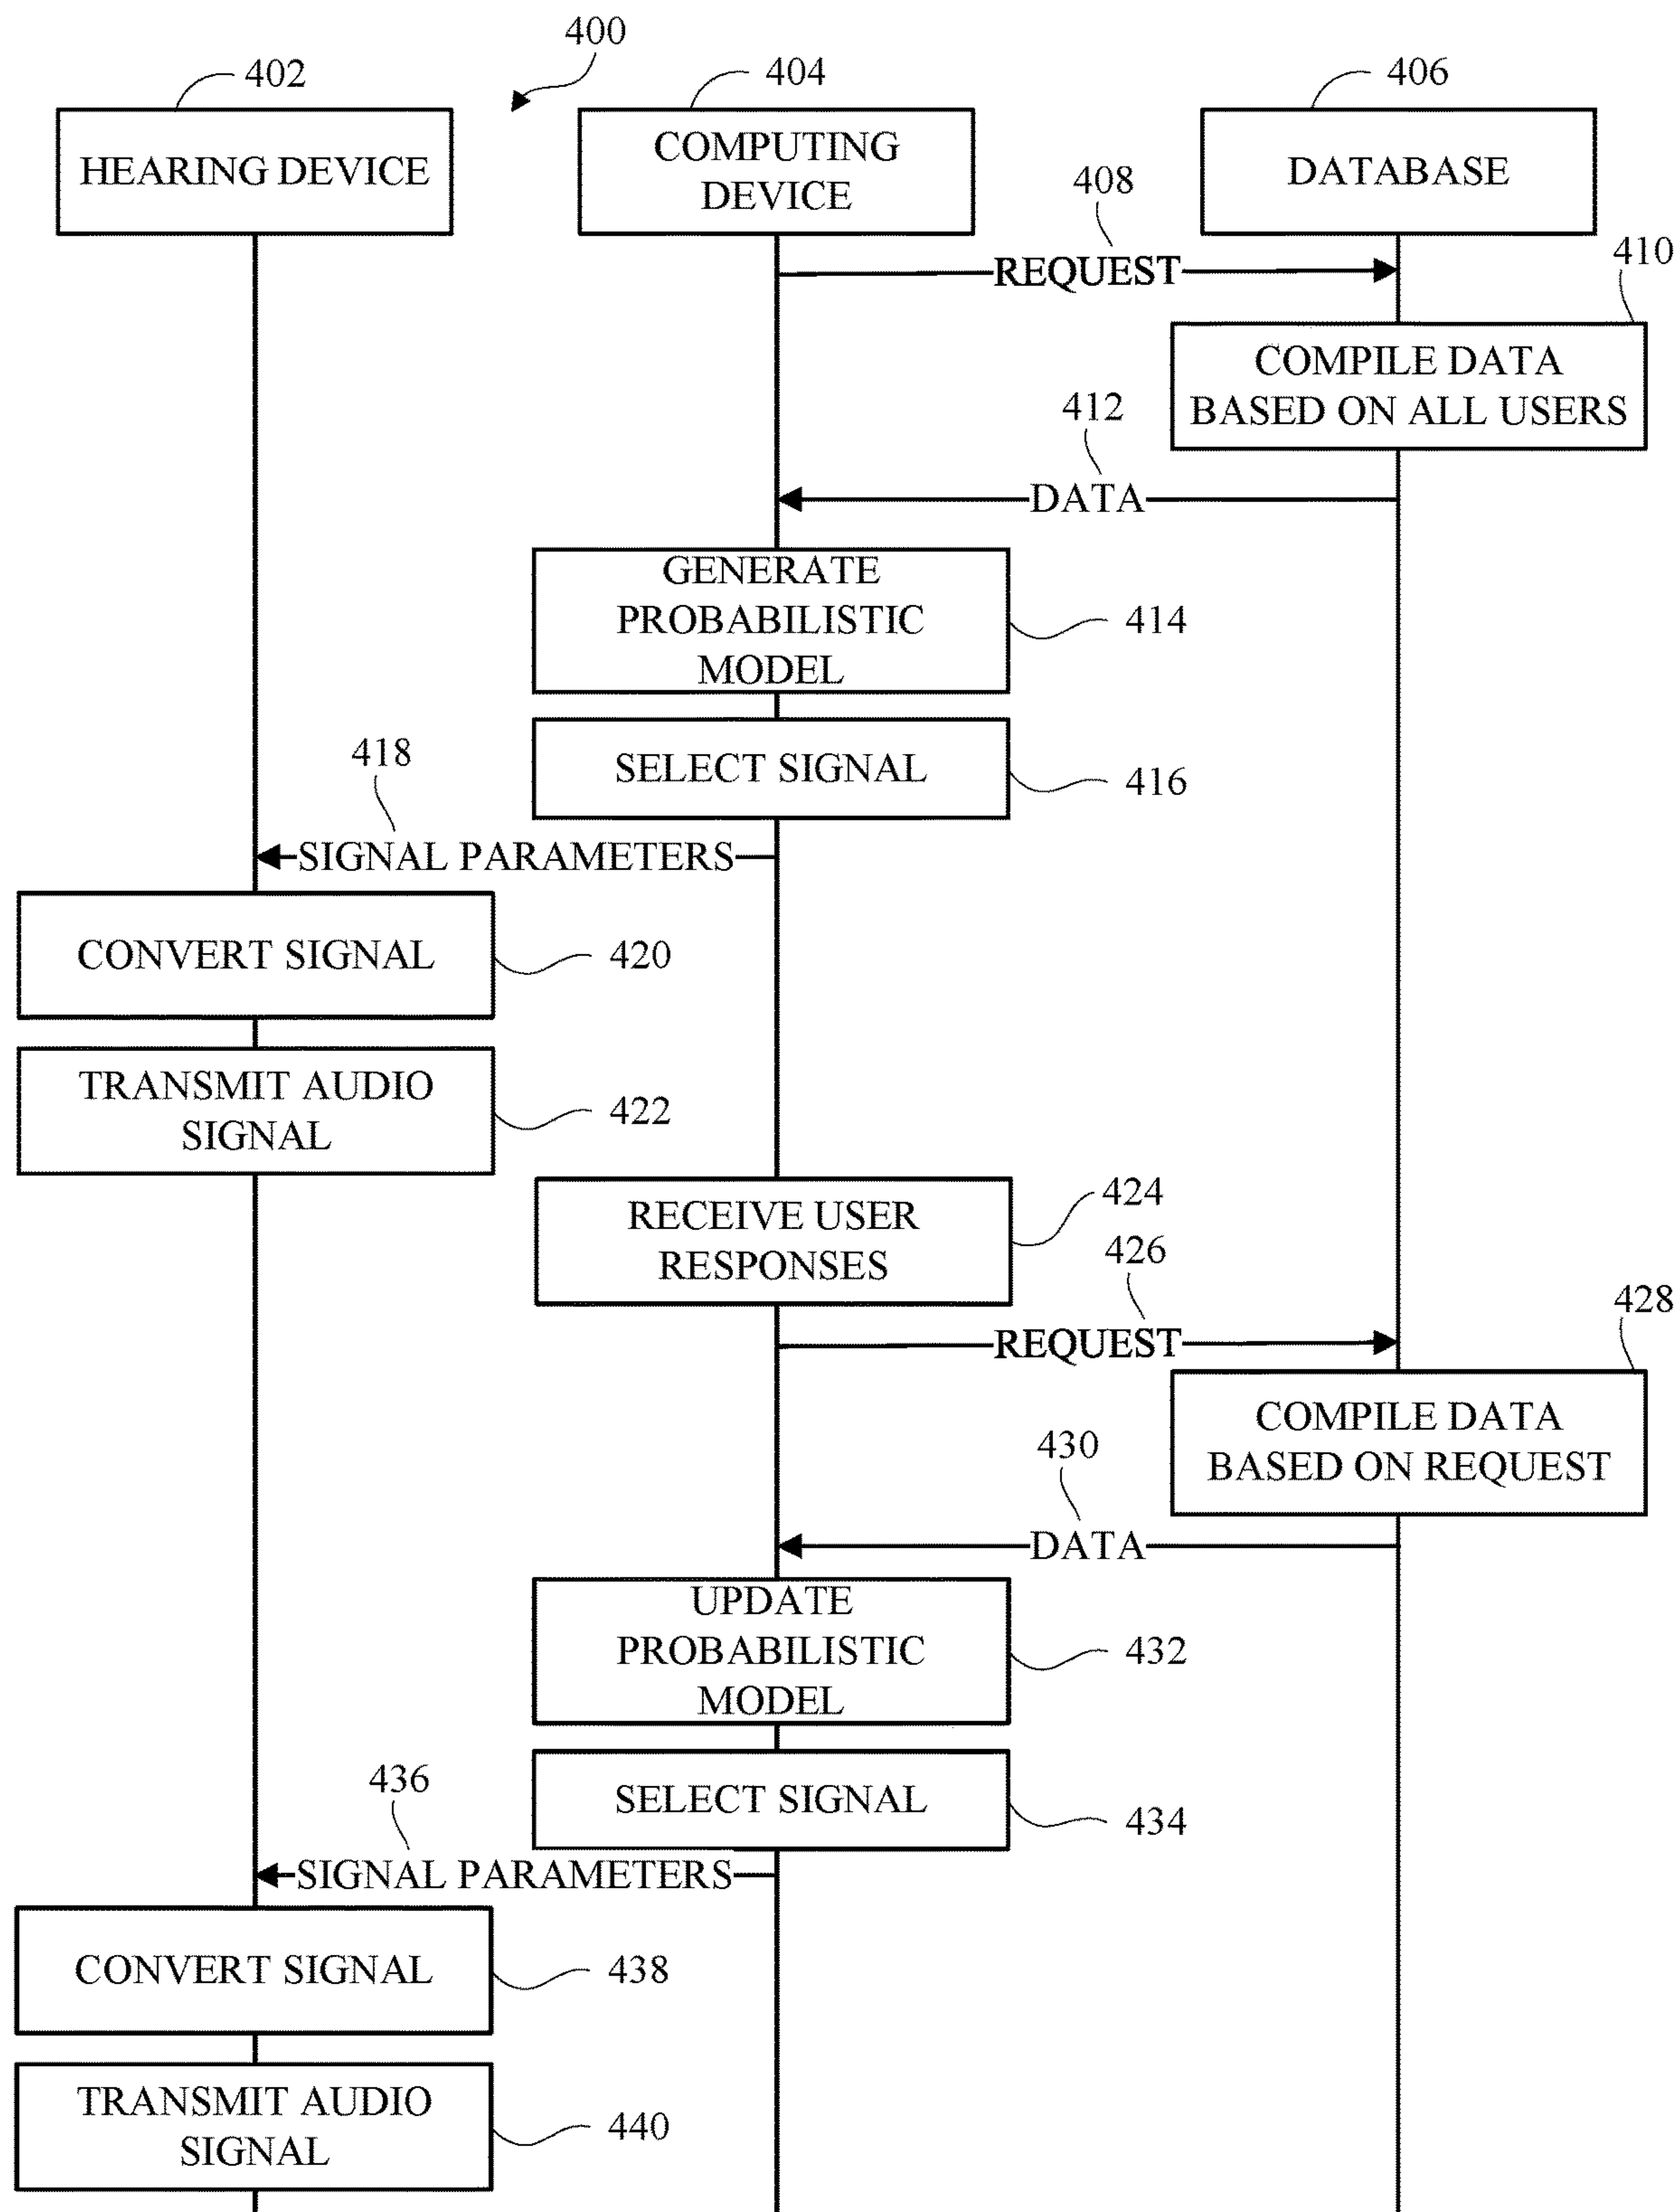 400
402
404
406
HEARING DEVICE
COMPUTING
DEVICE
DATABASE
408
REQUEST
410
COMPILE DATA
BASED ON ALL USERS
412
DATA
GENERATE
PROBABILISTIC
MODEL
414
SELECT SIGNAL
416
418
SIGNAL PARAMETERS
CONVERT SIGNAL
420
TRANSMIT AUDIO
SIGNAL
422
RECEIVE USER
RESPONSES
424
426
REQUEST
428
COMPILE DATA
BASED ON REQUEST
430
DATA
UPDATE
PROBABILISTIC
MODEL
432
SELECT SIGNAL
434
436
SIGNAL PARAMETERS
CONVERT SIGNAL
438
TRANSMIT AUDIO
SIGNAL
440